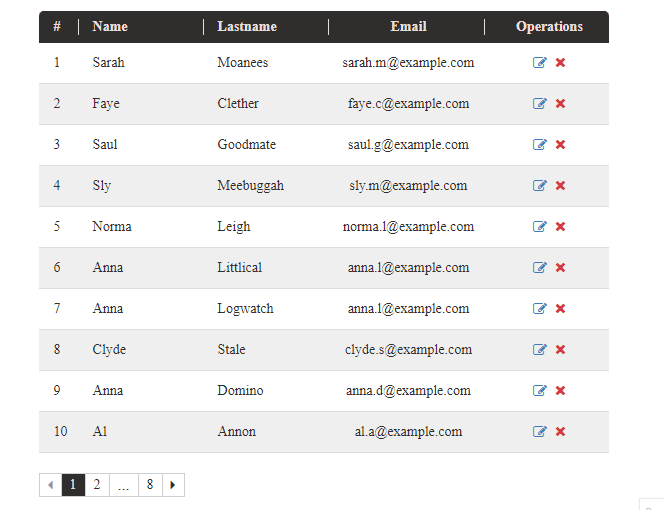 # Name Lastname Email Operations
1 Sarah Moanees sarah.m@example.com
2 Faye Clether faye.c@example.com
3 Saul Goodmate saul.g@example.com
4 Sly Meebuggah sly.m@example.com
5 Norma Leigh norma.l@example.com
6 Anna Littlical anna.l@example.com
7 Anna Logwatch anna.l@example.com
8 Clyde Stale clyde.s@example.com
9 Anna Domino anna.d@example.com
10 Al Annon al.a@example.com
1 2 ... 8